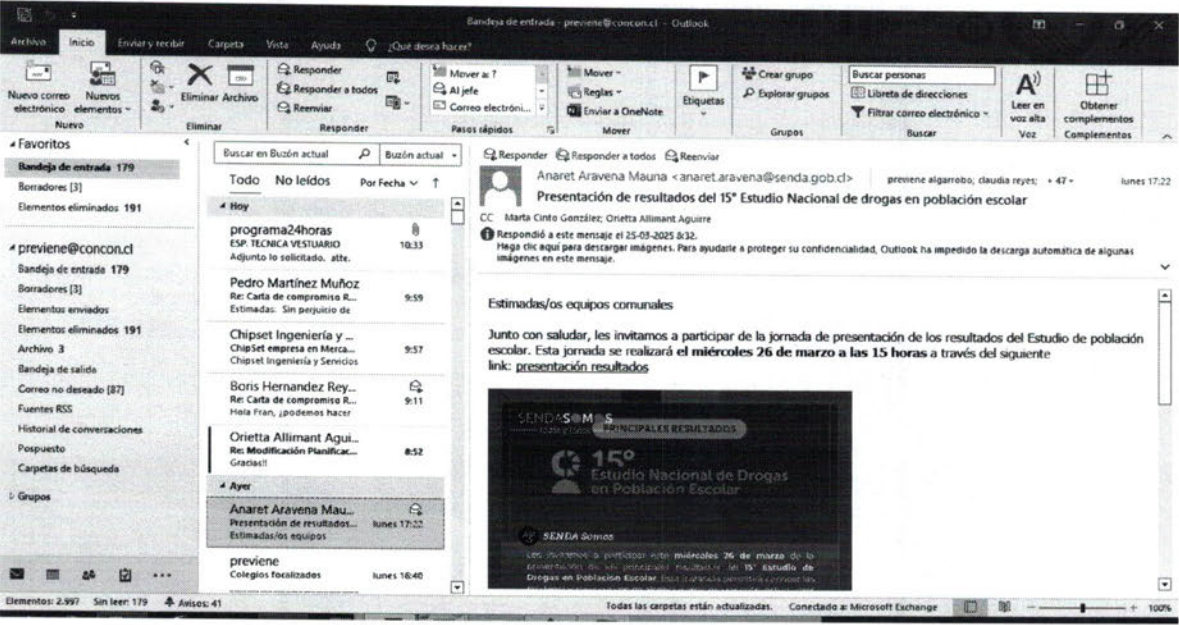 Bandeja de entrada - previene@concon.cl - Outlook
Archivo Inicio Enviar y recibir Carpeta Vista Ayuda ¿Qué desea hacer?
Nuevo correo electrónico
Nuevos elementos
Nuevo
Eliminar Archivo
Eliminar
Responder
Responder a todos
Reenviar
Responder
Mover a: ?
Al jefe
Correo electróni...
Pasos rápidos
Mover
Reglas
Enviar a OneNote
Mover
Etiquetas
Crear grupo
Explorar grupos
Grupos
Buscar personas
Libreta de direcciones
Filtrar correo electrónico
Buscar
Leer en voz alta
Voz
Obtener complementos
Complementos
Favoritos
Bandeja de entrada 179
Borradores [3]
Elementos eliminados 191
previene@concon.cl
Bandeja de entrada 179
Borradores [3]
Elementos enviados
Elementos eliminados 191
Archivo 3
Bandeja de salida
Correo no deseado [87]
Fuentes RSS
Historial de conversaciones
Pospuesto
Carpetas de búsqueda
Grupos
Buscar en Buzón actual Buzón actual
Todo No leídos Por Fecha ↑
Hoy
programa24horas
ESP. TECNICA VESTUARIO 10:33
Adjunto lo solicitado. atte.
Pedro Martínez Muñoz
Re: Carta de compromiso R... 9:59
Estimadas: Sin perjuicio de
Chipset Ingeniería y ...
ChipSet empresa en Merca... 9:57
Chipset Ingeniería y Servicios
Boris Hernandez Rey...
Re: Carta de compromiso R... 9:11
Hola Fran, ¿podemos hacer
Orietta Allimant Agui...
Re: Modificación Planificac... 8:52
Gracias!!
Ayer
Anaret Aravena Mau...
Presentación de resultados... lunes 17:22
Estimadas/os equipos
previene
Colegios focalizados lunes 16:40
Responder Responder a todos Reenviar
Anaret Aravena Mauna <anaret.aravena@senda.gob.cl> previene algarrobo; claudia reyes; + 47 lunes 17:22
Presentación de resultados del 15° Estudio Nacional de drogas en población escolar
CC Marta Cinto González; Orietta Allimant Aguirre
Respondió a este mensaje el 25-03-2025 8:32.
Haga clic aquí para descargar imágenes. Para ayudarle a proteger su confidencialidad, Outlook ha impedido la descarga automática de algunas
imágenes en este mensaje.
Estimadas/os equipos comunales
Junto con saludar, les invitamos a participar de la jornada de presentación de los resultados del Estudio de población
escolar. Esta jornada se realizará el miércoles 26 de marzo a las 15 horas a través del siguiente
link: presentación resultados
PRINCIPALES RESULTADOS
15°
Estudio Nacional de Drogas
en Población Escolar
SENDA Somos
Les invitamos a participar este miércoles 26 de marzo de la
15° Estudio de
Drogas en Población Escolar.
Elementos: 2.997 Sin leer: 179 Avisos: 41
Todas las carpetas están actualizadas. Conectado a: Microsoft Exchange 100%